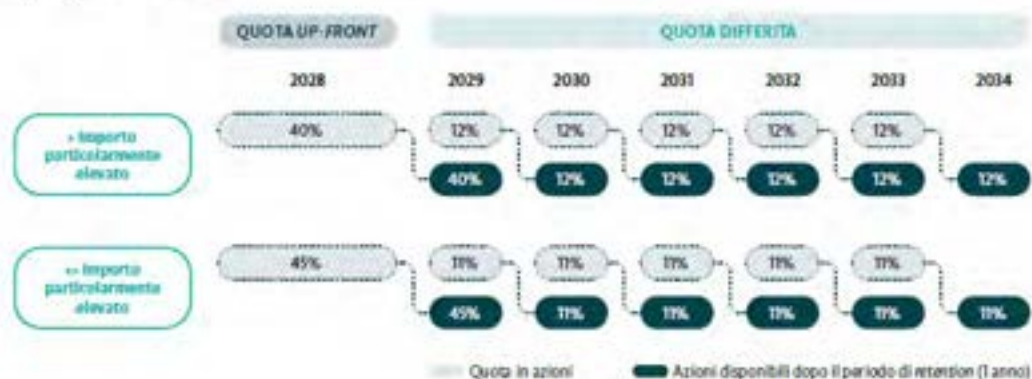 QUOTA UP-FRONT QUOTA DIFFERITA
2028 2029 2030 2031 2032 2033 2034
> Importo
particolarmente
elevato
40% 12% 12% 12% 12% 12%
40% 12% 12% 12% 12% 12%
<= Importo
particolarmente
elevato
45% 11% 11% 11% 11% 11%
45% 11% 11% 11% 11% 11%
Quota in azioni Azioni disponibili dopo il periodo di retention (1 anno)